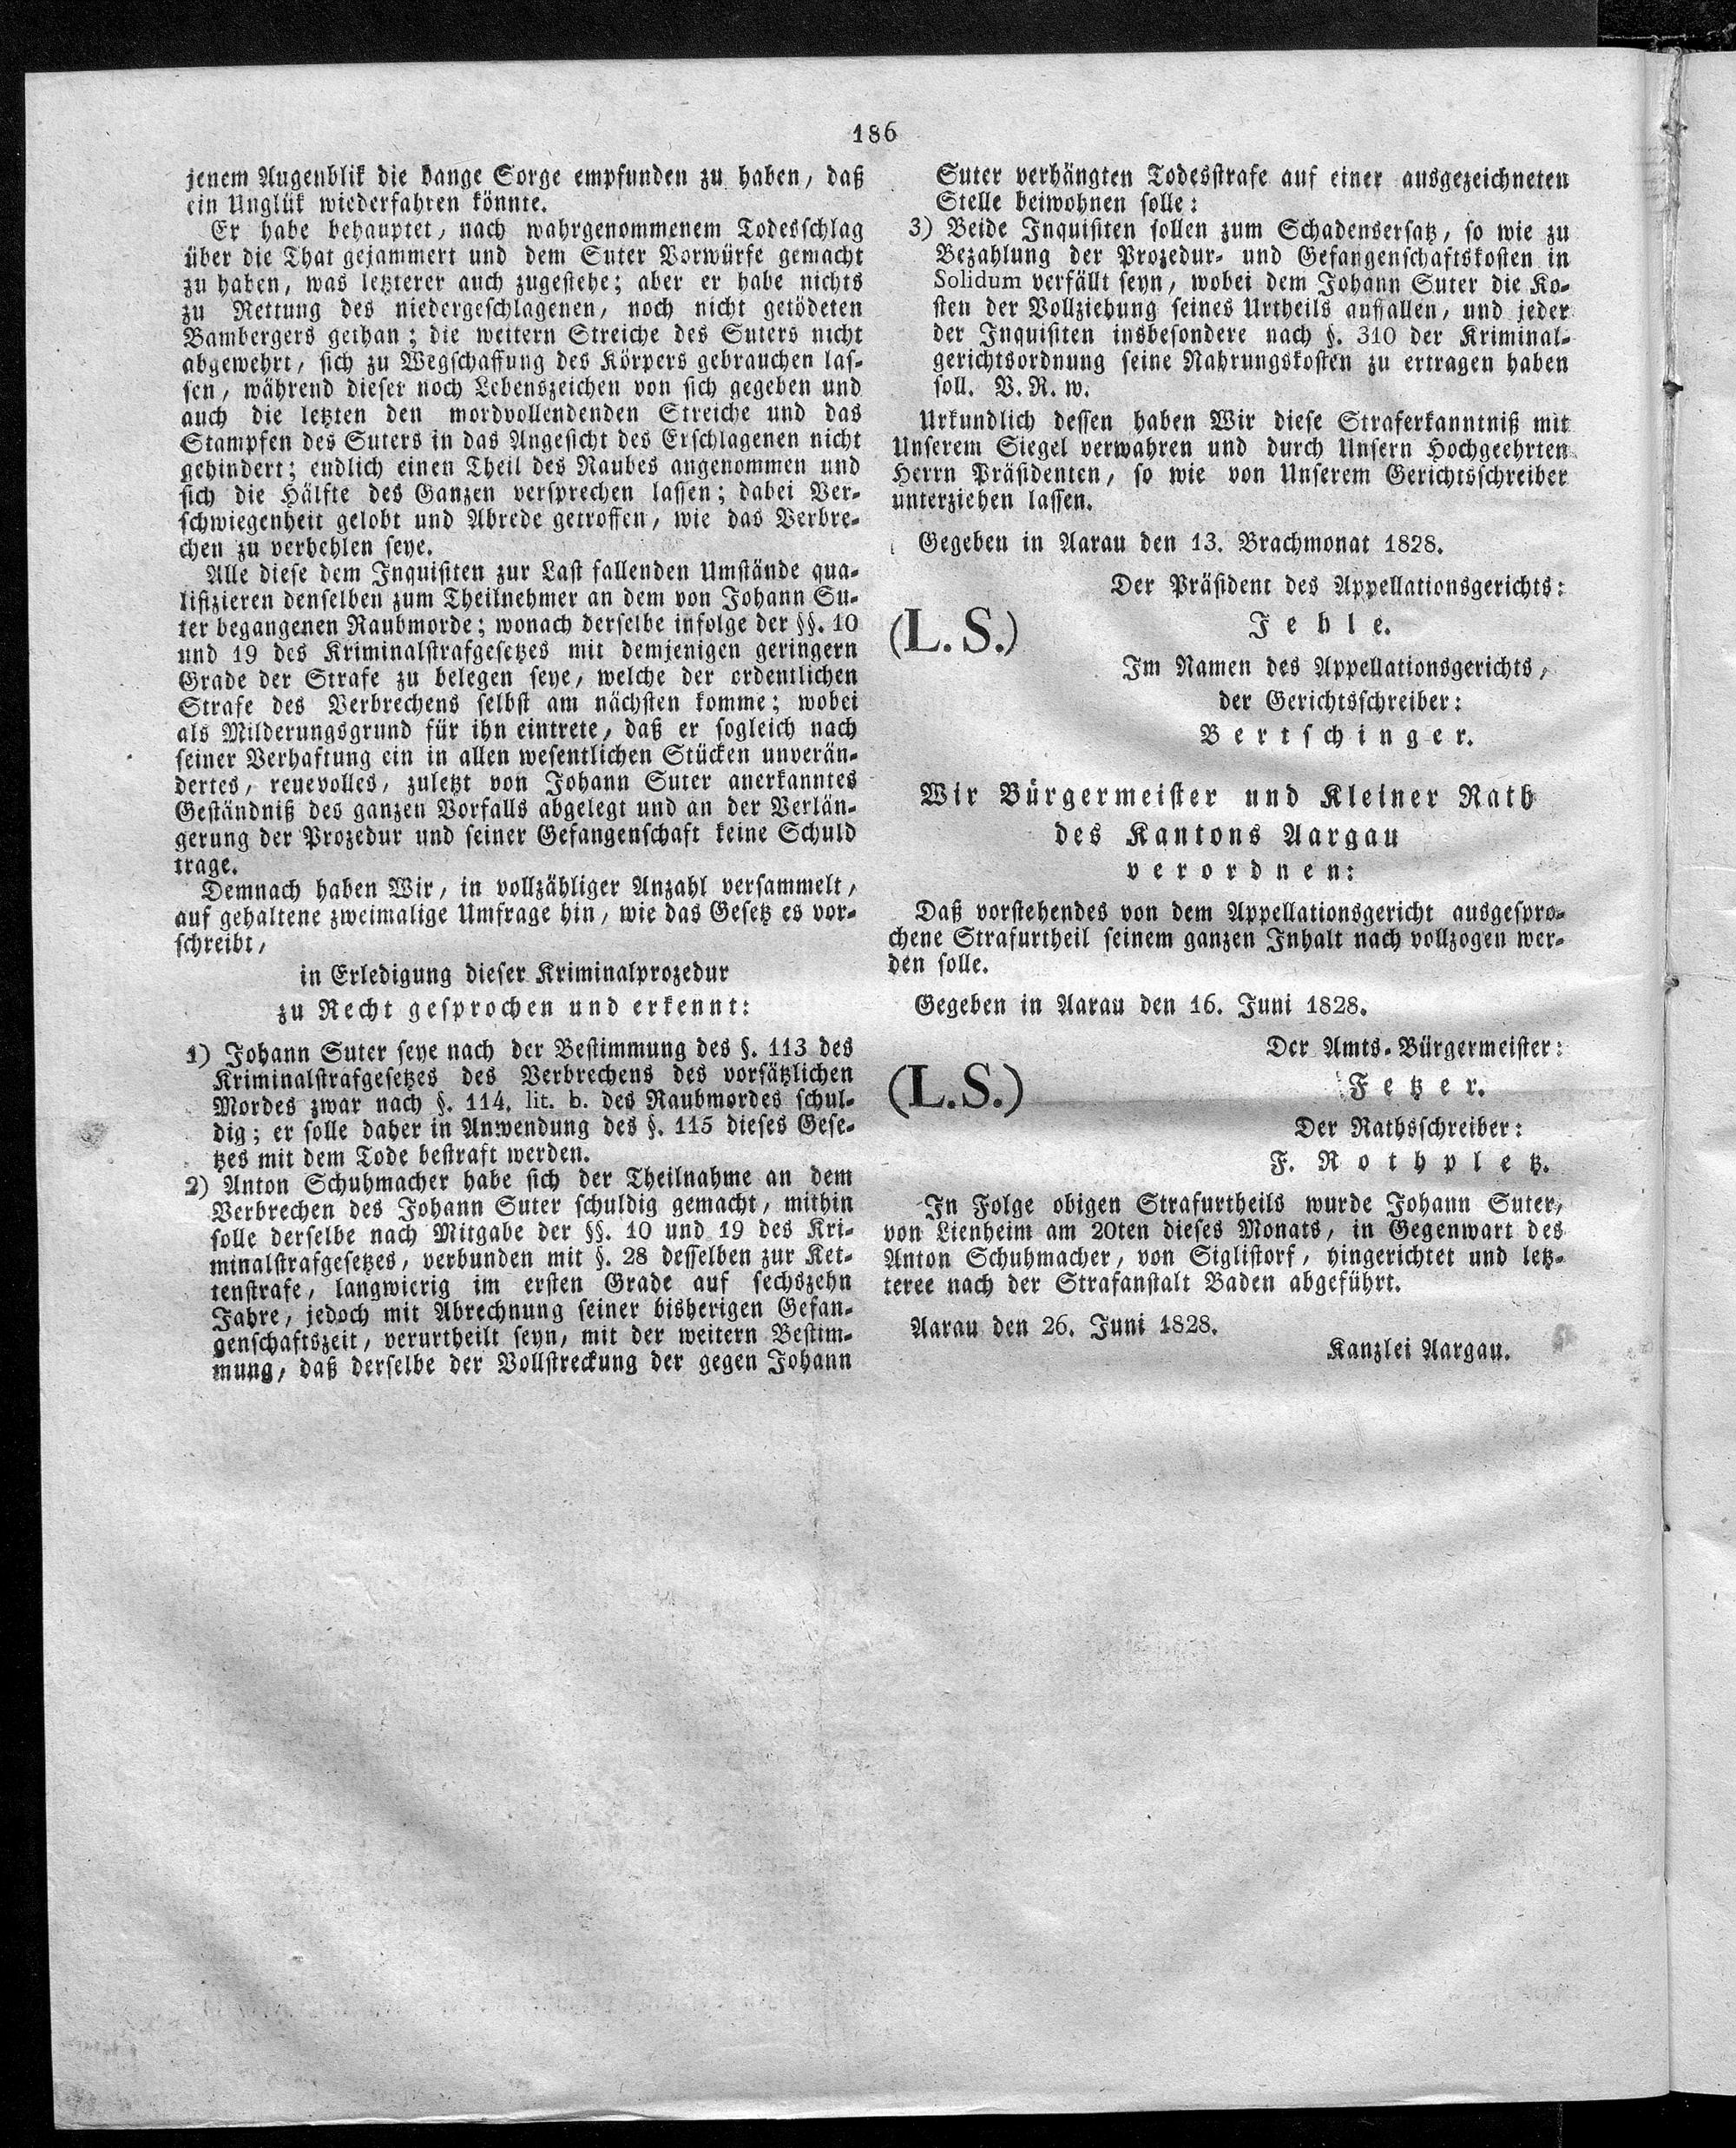 186
jenem Augenblik die bange Sorge empfunden zu haben, daß
ein Unglük wiederfahren könnte.
Er habe behauptet, nach wahrgenommenem Todesschlag
über die That gejammert und dem Suter Vorwürfe gemacht
zu haben, was letzterer auch zugestehe; aber er habe nichts
zu Rettung des niedergeschlagenen, noch nicht getödeten
Bambergers gethan; die weitern Streiche des Suters nicht
abgewehrt, sich zu Wegschaffung des Körpers gebrauchen las-
sen, während dieser noch Lebenszeichen von sich gegeben und
auch die letzten den mordvollendenden Streiche und das
Stampfen des Suters in das Angesicht des Erschlagenen nicht
gehindert; endlich einen Theil des Raubes angenommen und
sich die Hälfte des Ganzen versprechen lassen; dabei Ver-
schwiegenheit gelobt und Abrede getroffen, wie das Verbre-
chen zu verhehlen seye.
Alle diese dem Inquisiten zur Last fallenden Umstände qua-
lifizieren denselben zum Theilnehmer an dem von Johann Su-
ter begangenen Raubmorde; wonach derselbe infolge der §§. 10
und 19 des Kriminalstrafgesetzes mit demjenigen geringern
Grade der Strafe zu belegen seye, welche der ordentlichen
Strafe des Verbrechens selbst am nächsten komme; wobei
als Milderungsgrund für ihn eintrete, daß er sogleich nach
seiner Verhaftung ein in allen wesentlichen Stücken unverän-
dertes, reuevolles, zuletzt von Johann Suter anerkanntes
Geständniß des ganzen Vorfalls abgelegt und an der Verlän-
gerung der Prozedur und seiner Gefangenschaft keine Schuld
trage.
Demnach haben Wir, in vollzähliger Anzahl versammelt,
auf gehaltene zweimalige Umfrage hin, wie das Gesetz es vor-
schreibt,
in Erledigung dieser Kriminalprozedur
zu Recht gesprochen und erkennt:
1) Johann Suter seye nach der Bestimmung des §. 113 des
Kriminalstrafgesetzes des Verbrechens des vorsätzlichen
Mordes zwar nach §. 114. lit. b. des Raubmordes schul-
dig; er solle daher in Anwendung des §. 115 dieses Gese-
tzes mit dem Tode bestraft werden.
2) Anton Schuhmacher habe sich der Theilnahme an dem
Verbrechen des Johann Suter schuldig gemacht, mithin
solle derselbe nach Mitgabe der §§. 10 und 19 des Kri-
minalstrafgesetzes, verbunden mit §. 28 desselben zur Ket-
tenstrafe, langwierig im ersten Grade auf sechszehn
Jahre, jedoch mit Abrechnung seiner bisherigen Gefan-
genschaftszeit, verurtheilt seyn, mit der weitern Bestim-
mung, daß derselbe der Vollstreckung der gegen Johann
Suter verhängten Todesstrafe auf einer ausgezeichneten
Stelle beiwohnen solle:
3) Beide Inquisiten sollen zum Schadensersatz, so wie zu
Bezahlung der Prozedur- und Gefangenschaftskosten in
Solidum verfällt seyn, wobei dem Johann Suter die Ko-
sten der Vollziehung seines Urtheils auffallen, und jeder
der Inquisiten insbesondere nach §. 310 der Kriminal-
gerichtsordnung seine Nahrungskosten zu ertragen haben
soll. V. R. w.
Urkundlich dessen haben Wir diese Straferkanntniß mit
Unserem Siegel verwahren und durch Unsern Hochgeehrten
Herrn Präsidenten, so wie von Unserem Gerichtsschreiber
unterziehen lassen.
Gegeben in Aarau den 13. Brachmonat 1828.
Der Präsident des Appellationsgerichts:
(L. S.)
Jehle.
Im Namen des Appellationsgerichts,
der Gerichtsschreiber:
Bertschinger.
Wir Bürgermeister und Kleiner Rath
des Kantons Aargau
verordnen:
Daß vorstehendes von dem Appellationsgericht ausgespro-
chene Strafurtheil seinem ganzen Inhalt nach vollzogen wer-
den solle.
Gegeben in Aarau den 16. Juni 1828.
Der Amts-Bürgermeister:
(L. S.)
Fetzer.
Der Rathsschreiber:
F. Rothpletz.
In Folge obigen Strafurtheils wurde Johann Suter,
von Lienheim am 20ten dieses Monats, in Gegenwart des
Anton Schuhmacher, von Siglistorf, hingerichtet und letz-
teree nach der Strafanstalt Baden abgeführt.
Aarau den 26. Juni 1828.
Kanzlei Aargau.